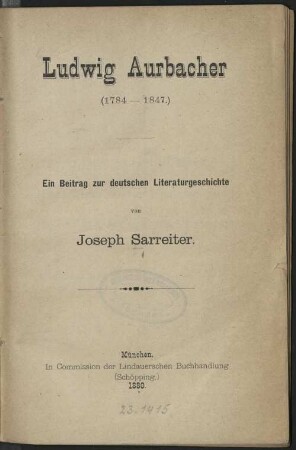 Ludwig Aurbacher
(1784 — 1847.)
Ein Beitrag zur deutschen Literaturgeschichte
von
Joseph Sarreiter.
München.
In Commission der Lindauerschen Buchhandlung
(Schöpping.)
1880.
23.1415